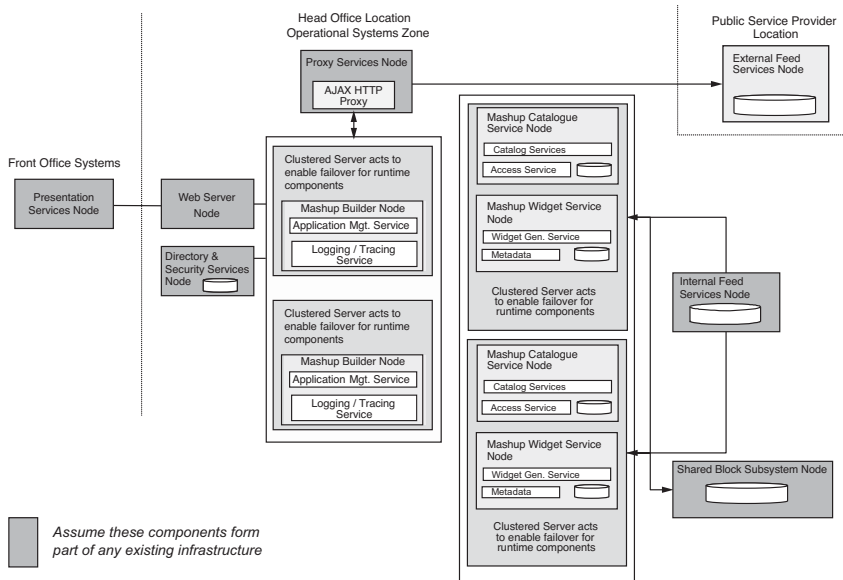 Head Office Location
Operational Systems Zone
Public Service Provider
Location
Proxy Services Node
AJAX HTTP
Proxy
External Feed
Services Node
Front Office Systems
Presentation
Services Node
Web Server
Node
Directory &
Security Services
Node
Clustered Server acts to
enable failover for runtime
components
Mashup Builder Node
Application Mgt. Service
Logging / Tracing
Service
Clustered Server acts to
enable failover for runtime
components
Mashup Builder Node
Application Mgt. Service
Logging / Tracing
Service
Mashup Catalogue
Service Node
Catalog Services
Access Service
Mashup Widget Service
Node
Widget Gen. Service
Metadata
Clustered Server acts
to enable failover for
runtime components
Mashup Catalogue
Service Node
Catalog Services
Access Service
Mashup Widget Service
Node
Widget Gen. Service
Metadata
Clustered Server acts
to enable failover for
runtime components
Internal Feed
Services Node
Shared Block Subsystem Node
Assume these components form
part of any existing infrastructure